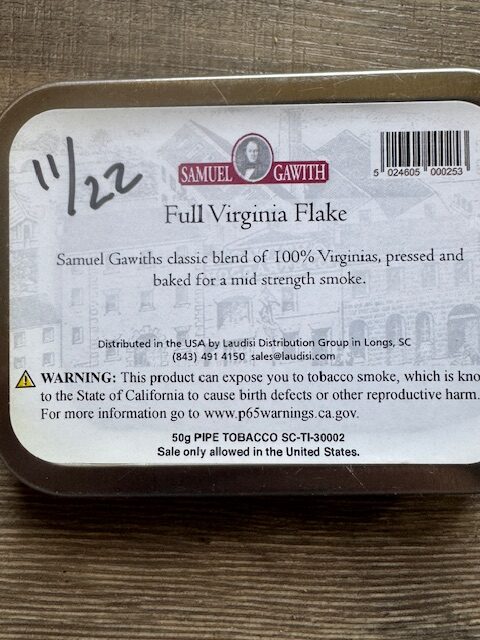 11/22
SAMUEL GAWITH
5 024605 000253
Full Virginia Flake
Samuel Gawiths classic blend of 100% Virginias, pressed and
baked for a mid strength smoke.
Distributed in the USA by Laudisi Distribution Group in Longs, SC
(843) 491 4150 sales@laudisi.com
WARNING: This product can expose you to tobacco smoke, which is kno
to the State of California to cause birth defects or other reproductive harm.
For more information go to www.p65warnings.ca.gov.
50g PIPE TOBACCO SC-TI-30002
Sale only allowed in the United States.